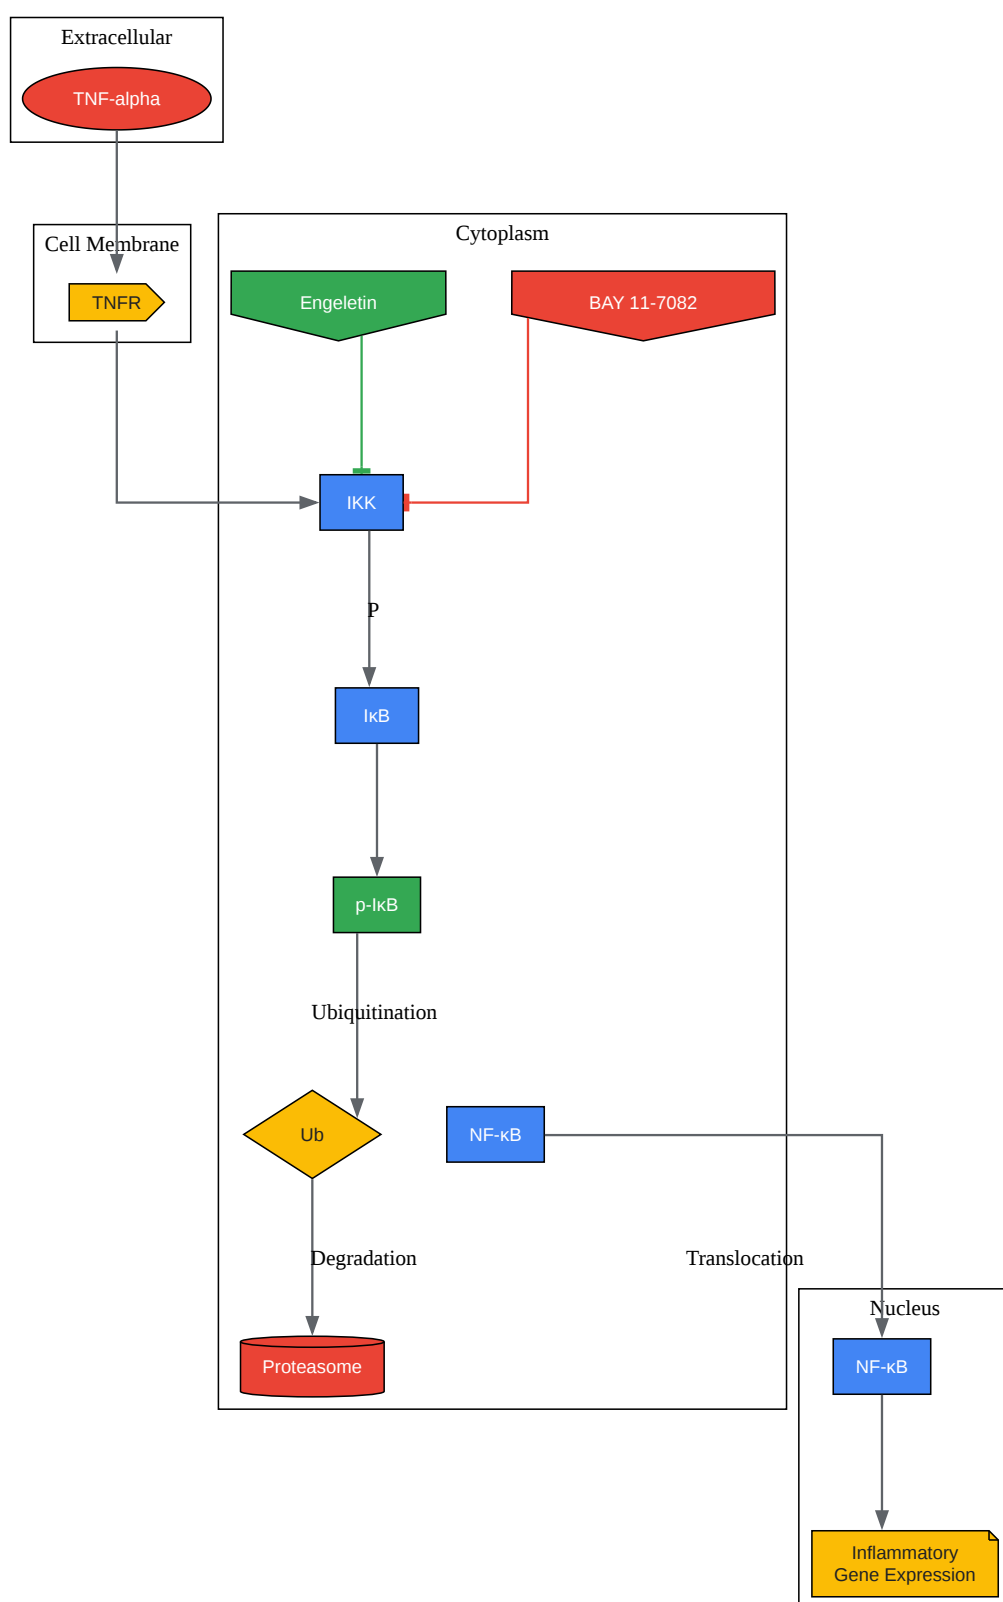 Extracellular
TNF-alpha
Cell Membrane
TNFR
Cytoplasm
Engeletin
BAY 11-7082
IKK
P
IκB
p-IκB
Ubiquitination
Ub
NF-κB
Degradation
Translocation
Proteasome
Nucleus
NF-κB
Inflammatory
Gene Expression